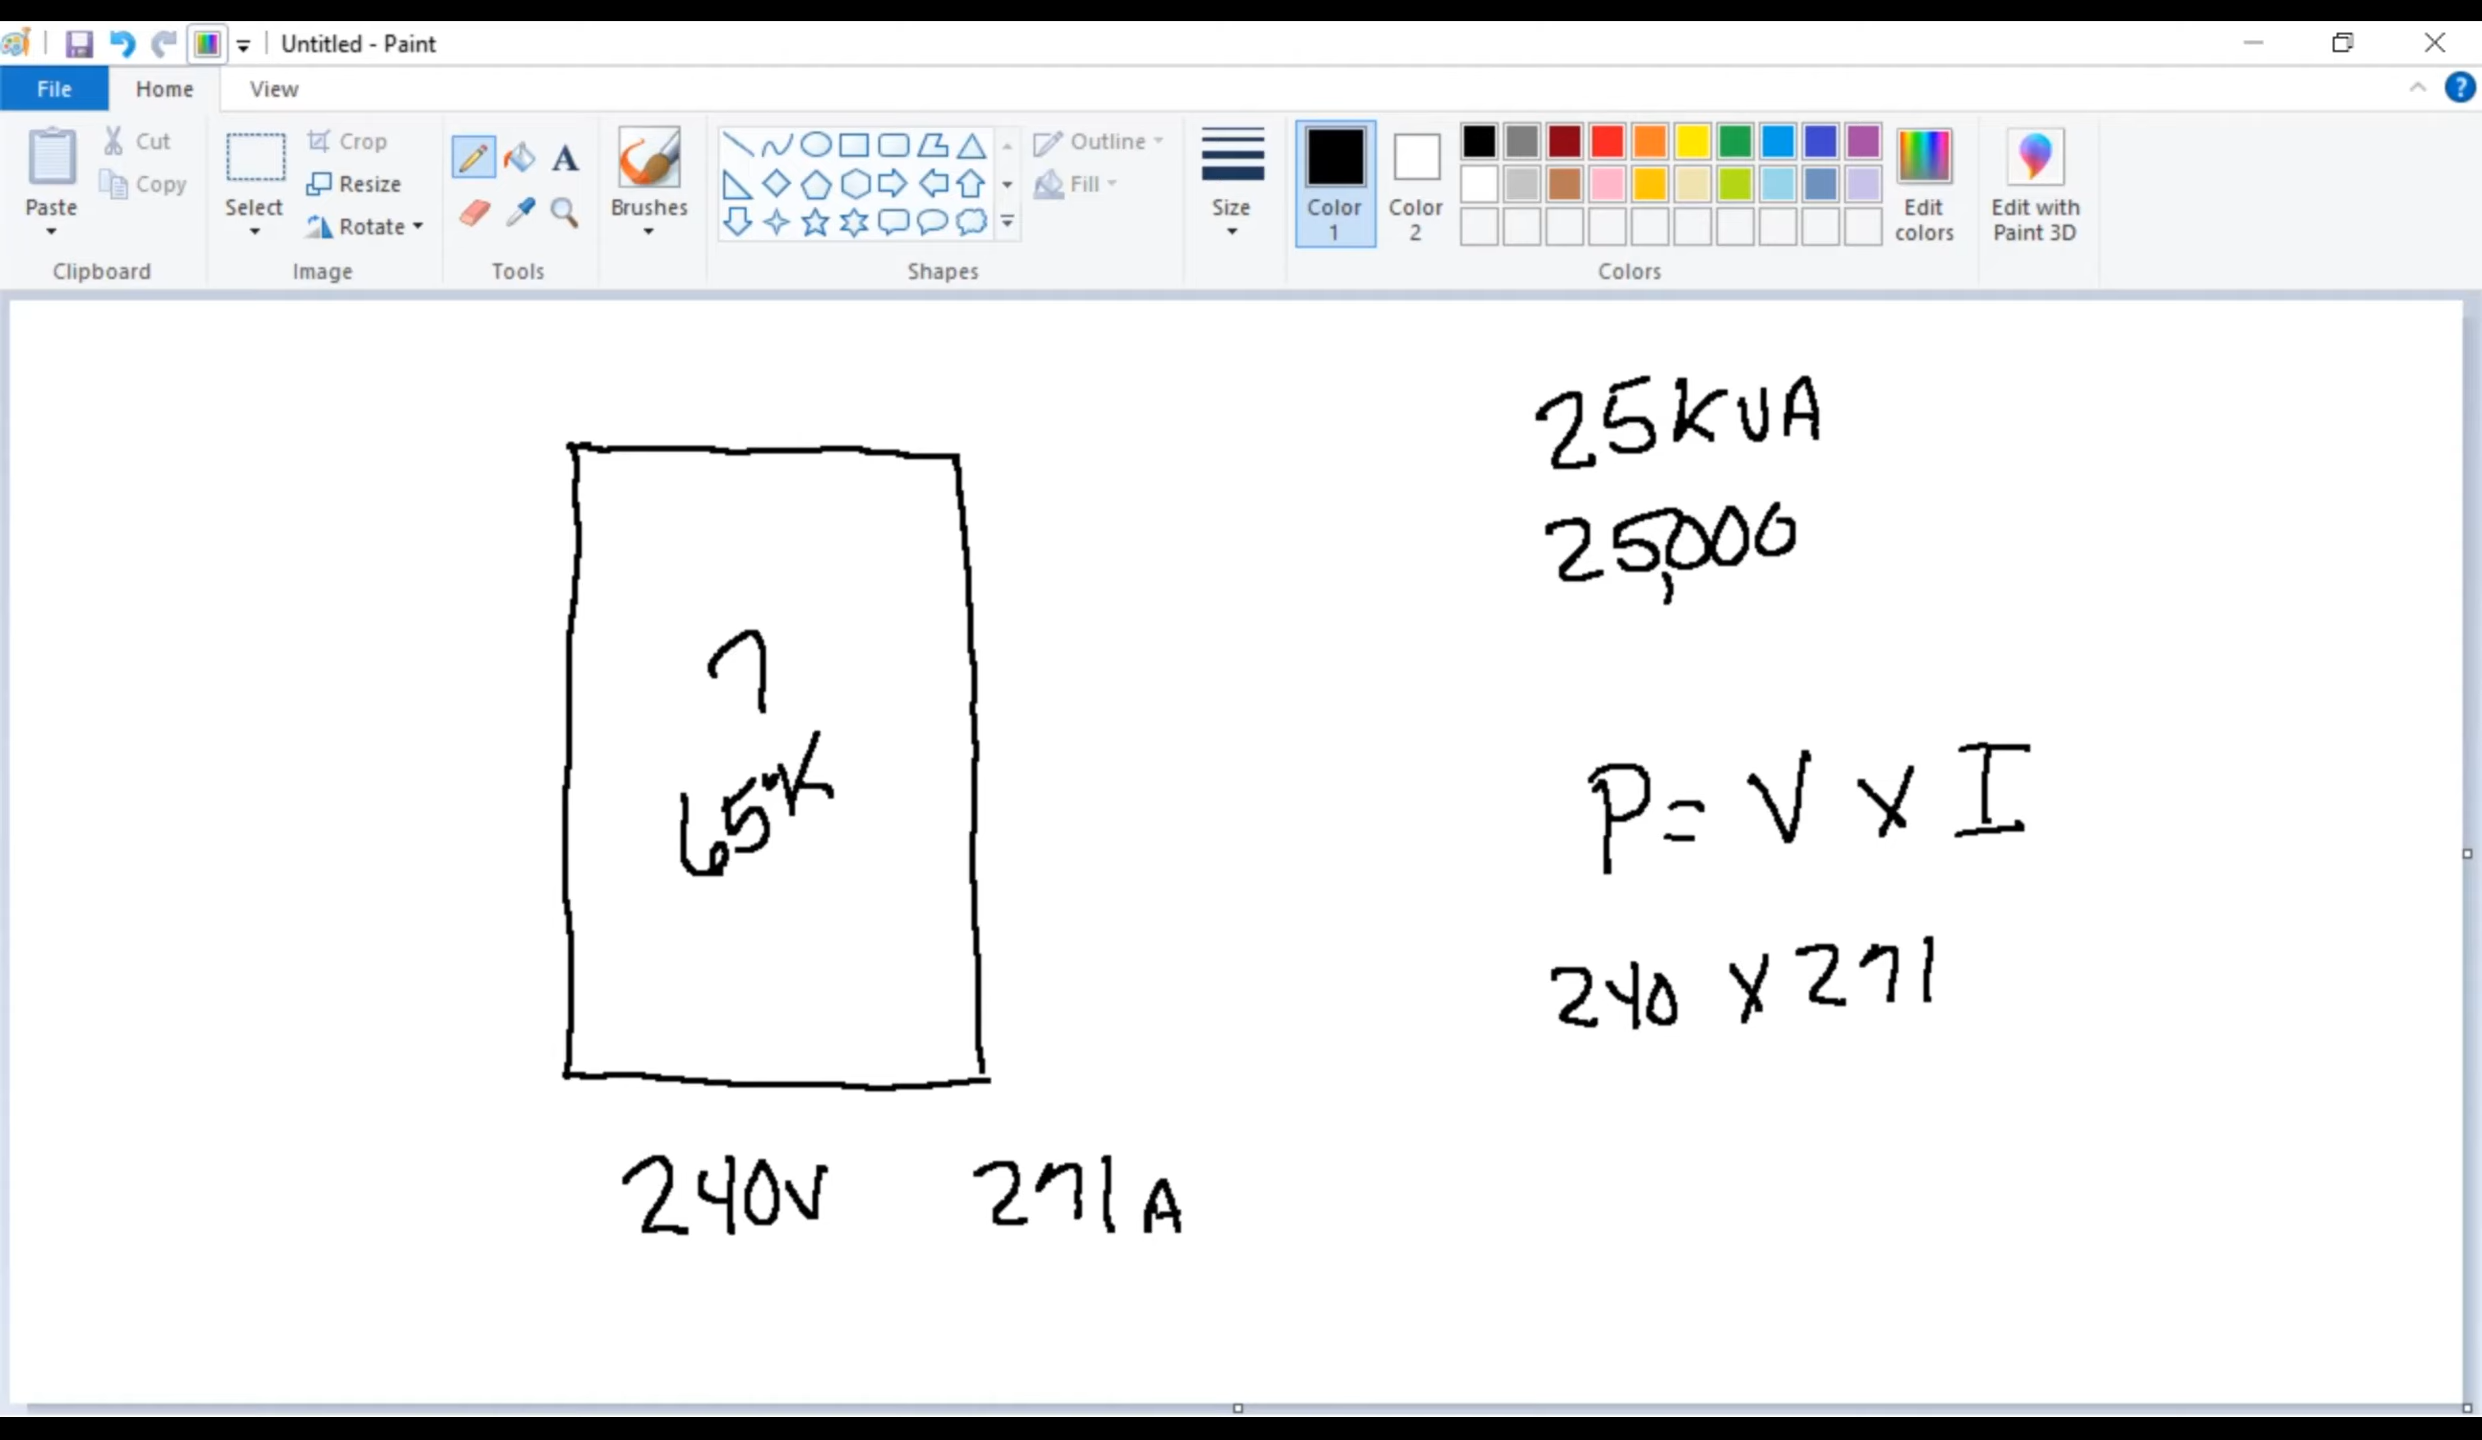 Untitled - Paint
File Home View
Paste Cut Copy Clipboard
Select Crop Resize Rotate Image
A Tools
Brushes
Shapes Outline Fill
Size
Color 1 Color 2 Colors Edit colors
Edit with Paint 3D
?
25KVA
25,000
7
65"K
P = V X I
240 X 271
240V 271A